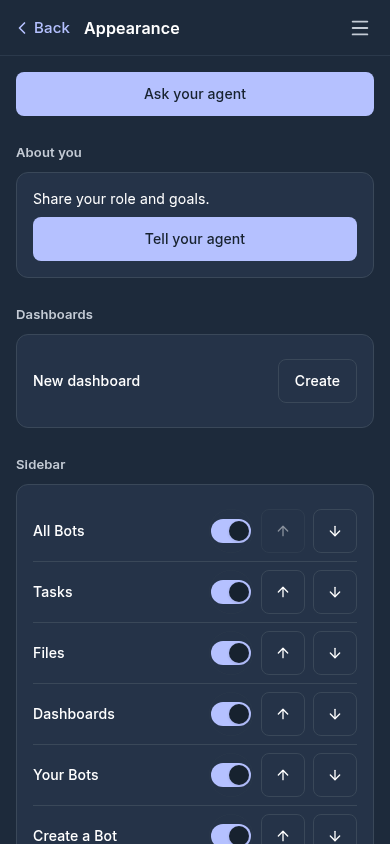 Back Appearance
Ask your agent
About you
Share your role and goals.
Tell your agent
Dashboards
New dashboard Create
Sidebar
All Bots
Tasks
Files
Dashboards
Your Bots
Create a Bot